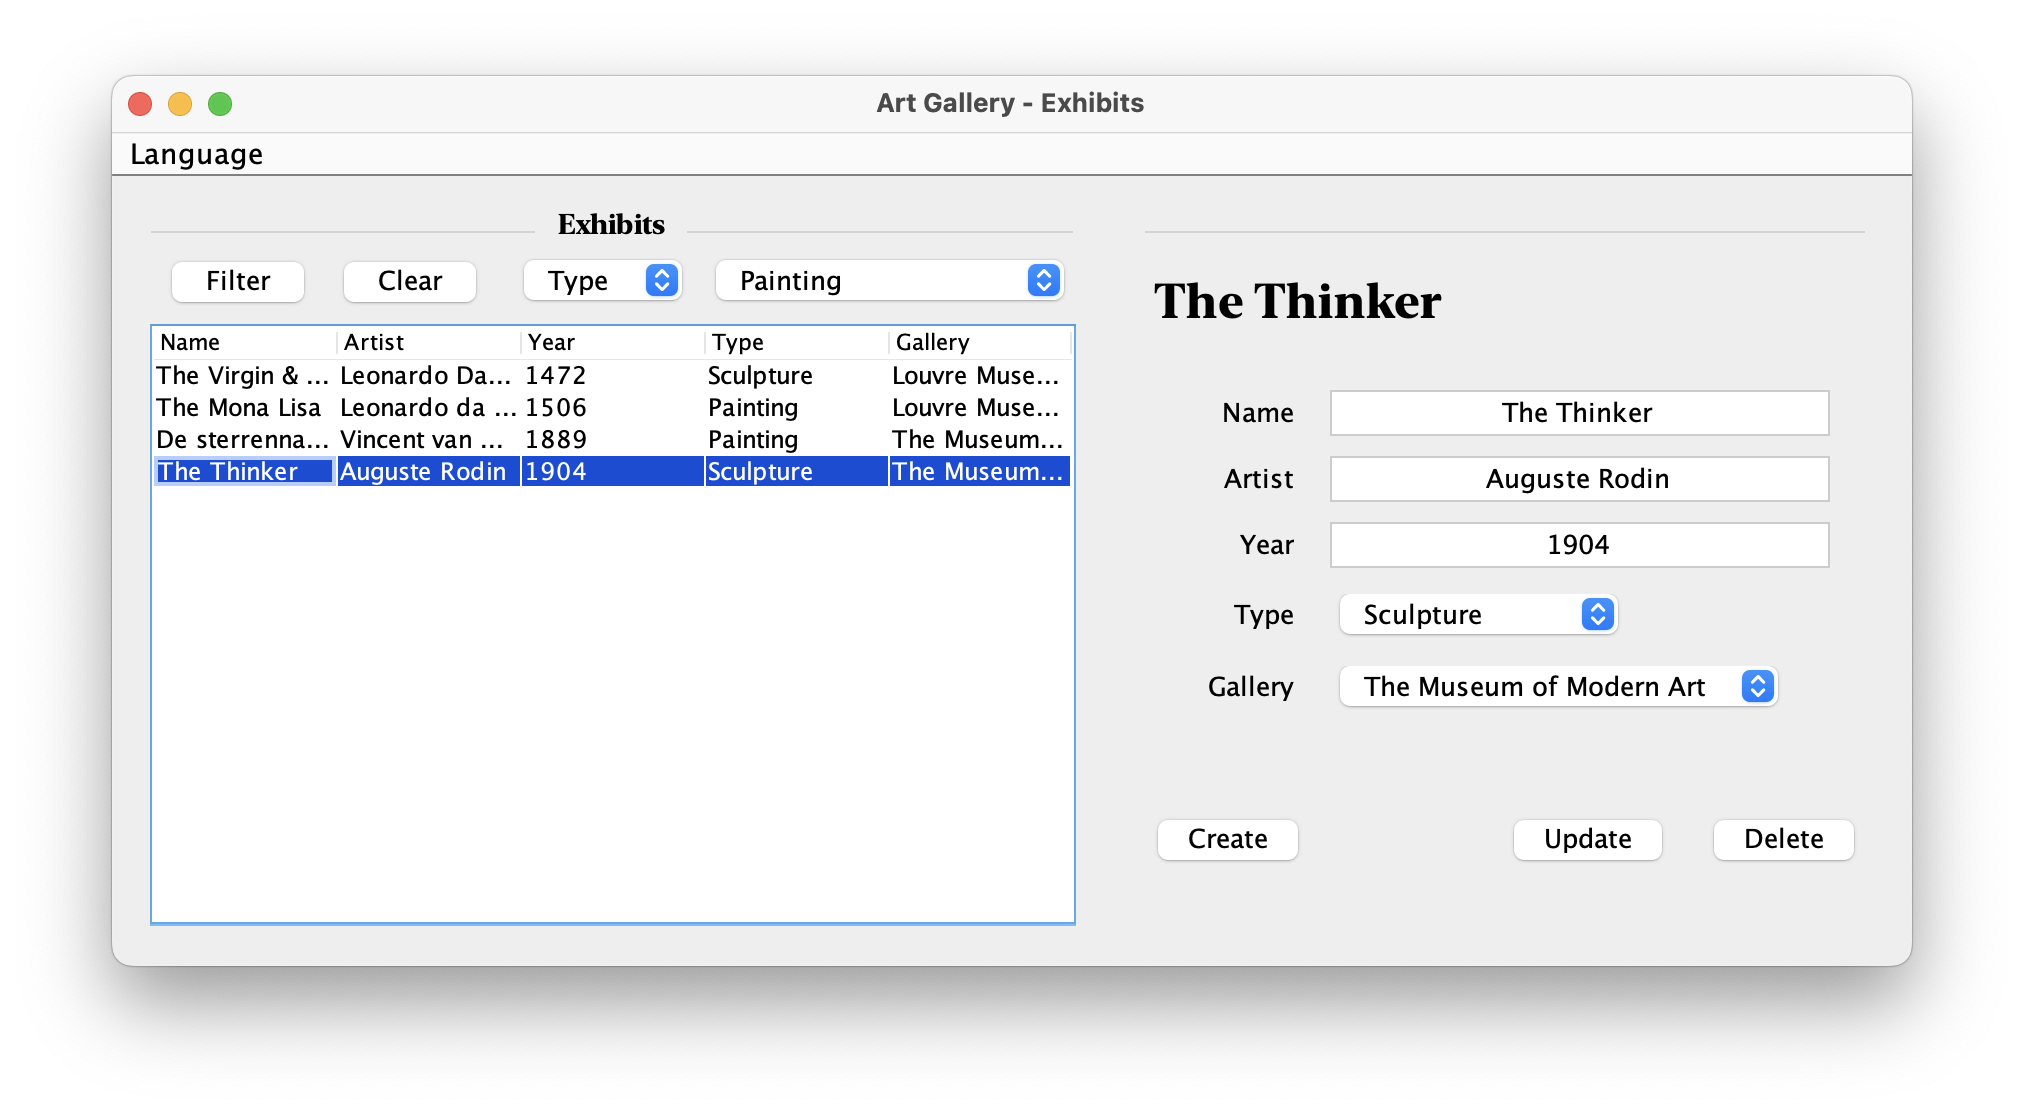 Art Gallery - Exhibits
Language
Exhibits
Filter Clear Type Painting
Name Artist Year Type Gallery
The Virgin & ... Leonardo Da... 1472 Sculpture Louvre Muse...
The Mona Lisa Leonardo da ... 1506 Painting Louvre Muse...
De sterrenna... Vincent van ... 1889 Painting The Museum...
The Thinker Auguste Rodin 1904 Sculpture The Museum...
The Thinker
Name The Thinker
Artist Auguste Rodin
Year 1904
Type Sculpture
Gallery The Museum of Modern Art
Create Update Delete